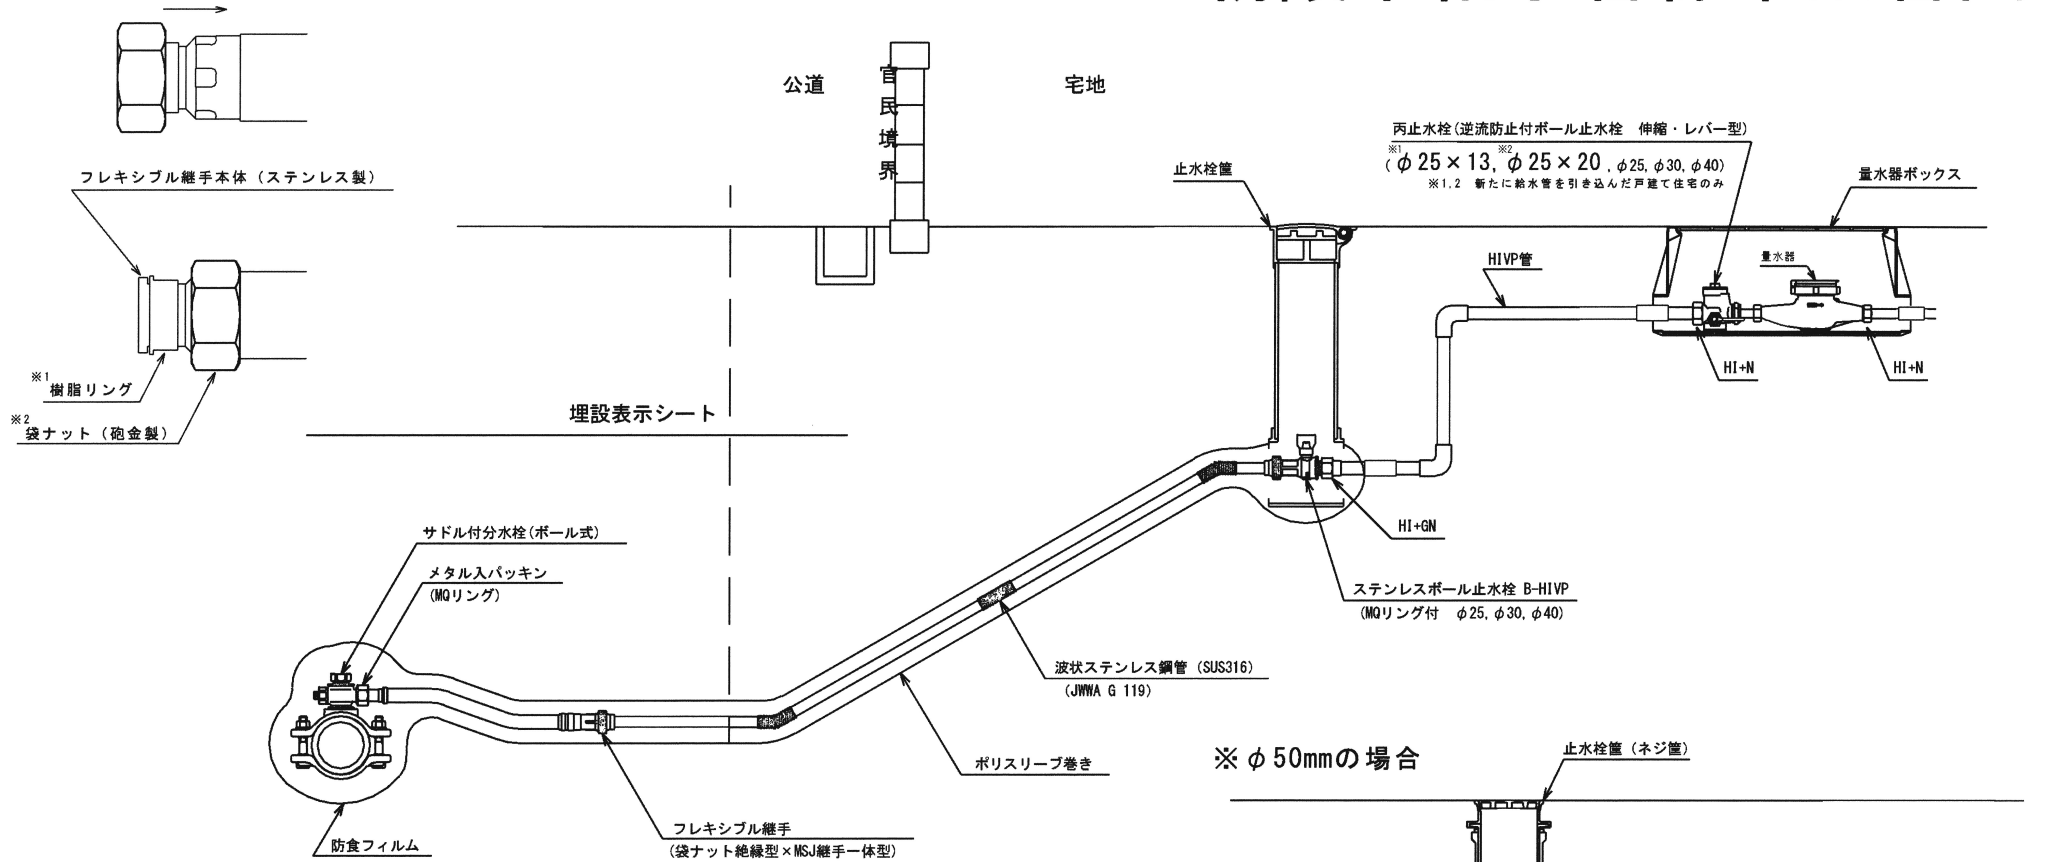 公道
官民境界
宅地
フレキシブル継手本体（ステンレス製）
※1
樹脂リング
※2
袋ナット（砲金製）
丙止水栓(逆流防止付ボール止水栓　伸縮・レバー型)
※1 ※2
(φ25×13, φ25×20, φ25, φ30, φ40)
※1.2　新たに給水管を引き込んだ戸建て住宅のみ
止水栓筐
量水器ボックス
HIVP管
量水器
HI+N
HI+N
埋設表示シート
HI+GN
サドル付分水栓(ボール式)
メタル入パッキン
(MQリング)
ステンレスボール止水栓 B-HIVP
(MQリング付　φ25, φ30, φ40)
波状ステンレス鋼管 (SUS316)
(JWWA G 119)
ポリスリーブ巻き
フレキシブル継手
(袋ナット絶縁型×MSJ継手一体型)
防食フィルム
※φ50mmの場合
止水栓筐（ネジ筐）